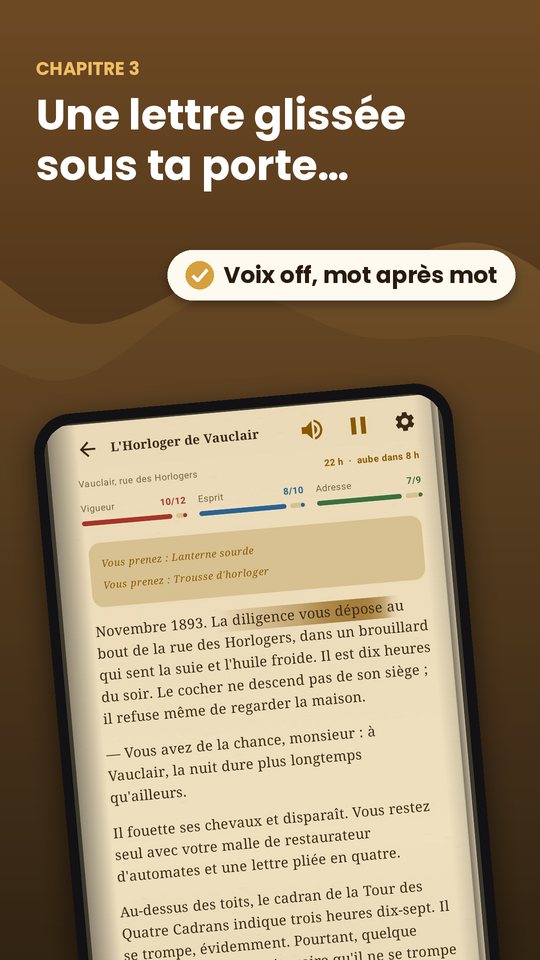 CHAPITRE 3
Une lettre glissée
sous ta porte...
Voix off, mot après mot
L'Horloger de Vauclair
Vauclair, rue des Horlogers
22 h · aube dans 8 h
Vigueur 10/12 Esprit 8/10 Adresse 7/9
Vous prenez : Lanterne sourde
Vous prenez : Trousse d'horloger
Novembre 1893. La diligence vous dépose au
bout de la rue des Horlogers, dans un brouillard
qui sent la suie et l'huile froide. Il est dix heures
du soir. Le cocher ne descend pas de son siège ;
il refuse même de regarder la maison.
— Vous avez de la chance, monsieur : à
Vauclair, la nuit dure plus longtemps
qu'ailleurs.
Il fouette ses chevaux et disparaît. Vous restez
seul avec votre malle de restaurateur
d'automates et une lettre pliée en quatre.
Au-dessus des toits, le cadran de la Tour des
Quatre Cadrans indique trois heures dix-sept. Il
se trompe, évidemment. Pourtant, quelque
qu'il ne se trompe